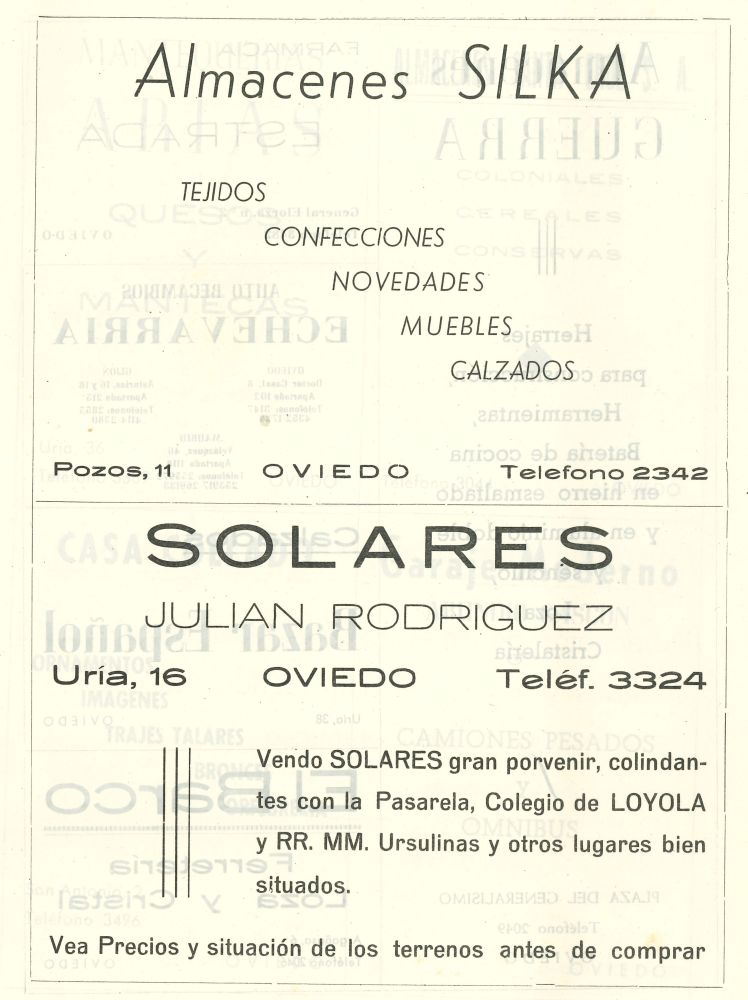 Almacenes SILKA
TEJIDOS
CONFECCIONES
NOVEDADES
MUEBLES
CALZADOS
Pozos, 11 OVIEDO Telefono 2342
SOLARES
JULIAN RODRIGUEZ
Uría, 16 OVIEDO Teléf. 3324
Vendo SOLARES gran porvenir, colindan-
tes con la Pasarela, Colegio de LOYOLA
y RR. MM. Ursulinas y otros lugares bien
situados.
Vea Precios y situación de los terrenos antes de comprar